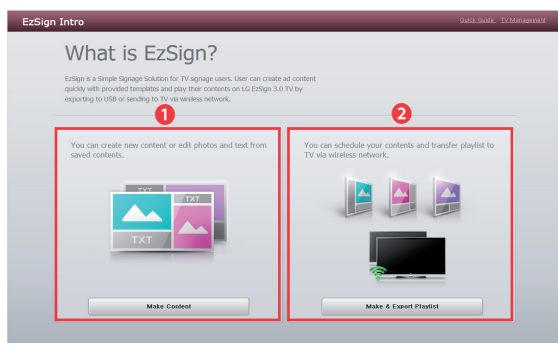 EzSign Intro
Quick Guide TV Management
What is EzSign?
EzSign is a Simple Signage Solution for TV signage users. User can create ad content
quickly with provided templates and play their contents on LG EzSign 3.0 TV by
exporting to USB or sending to TV via wireless network.
1
2
You can create new content or edit photos and text from
saved contents.
TXT
TXT
TXT
Make Content
You can schedule your contents and transfer playlist to
TV via wireless network.
Make & Export Playlist